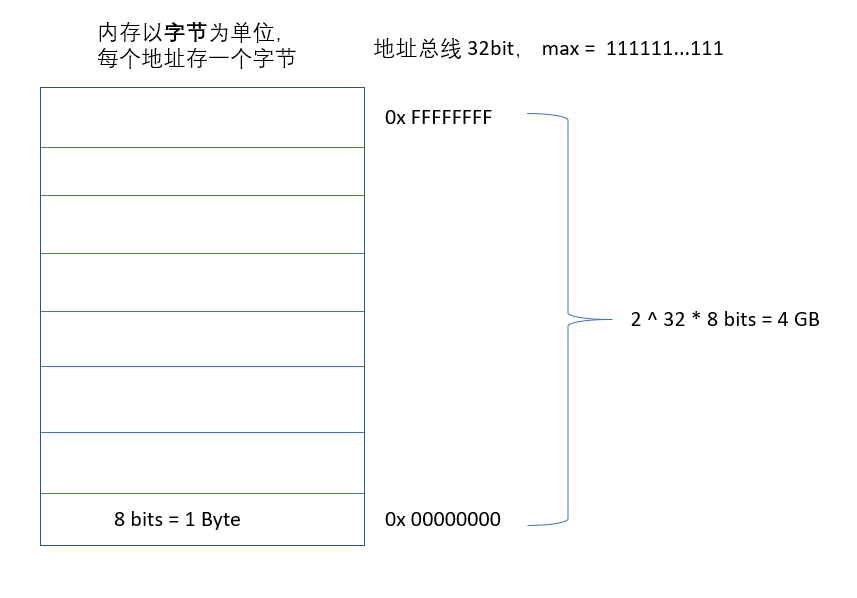 内存以字节为单位，
每个地址存一个字节
地址总线 32bit， max = 111111...111
0x FFFFFFFF
2 ^ 32 * 8 bits = 4 GB
8 bits = 1 Byte
0x 00000000